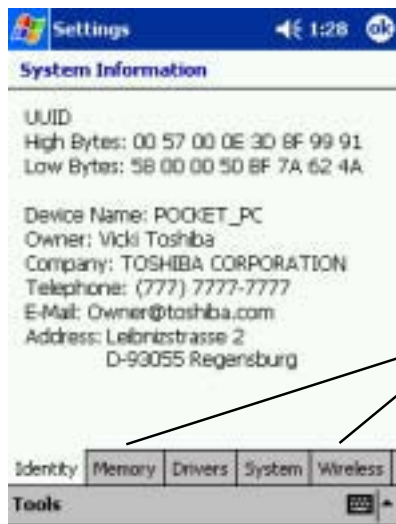 Settings 1:28 ok
System Information
UUID
High Bytes: 00 57 00 0E 3D 8F 99 91
Low Bytes: 58 00 00 50 BF 7A 62 4A
Device Name: POCKET_PC
Owner: Vicki Toshiba
Company: TOSHIBA CORPORATION
Telephone: (777) 7777-7777
E-Mail: Owner@toshiba.com
Address: Leibnizstrasse 2
D-93055 Regensburg
Identity Memory Drivers System Wireless
Tools